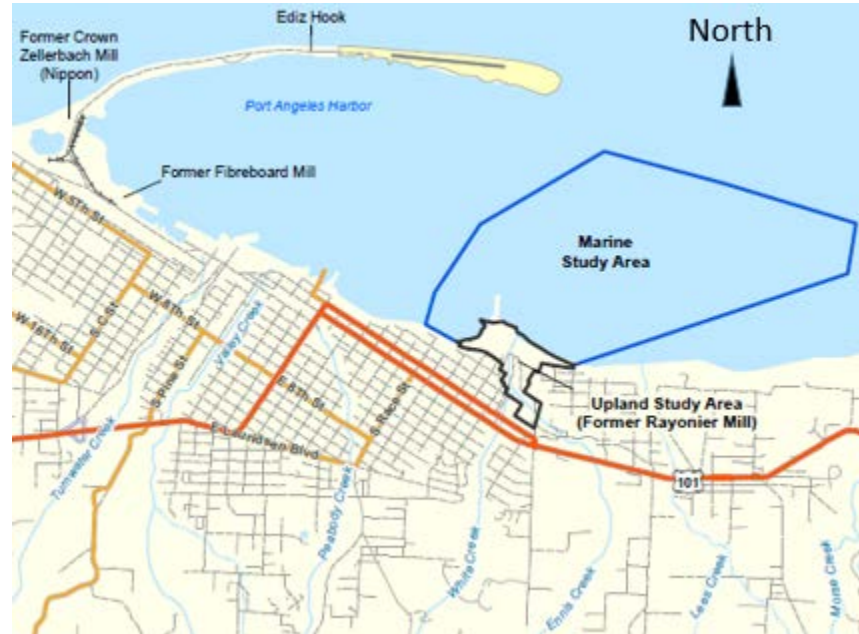 North
Former Crown
Zellerbach Mill
(Nippon)
Ediz Hook
Port Angeles Harbor
Former Fibreboard Mill
W 5Th St
Marine
Study Area
W 8Th St
S C St
W 16Th St
S Pine St
Valley Creek
E 8Th St
S Race St
Upland Study Area
(Former Rayonier Mill)
E Lauridsen Blvd
Tumwater Creek
Peabody Creek
White Creek
Ennis Creek
101
Lees Creek
Morse Creek